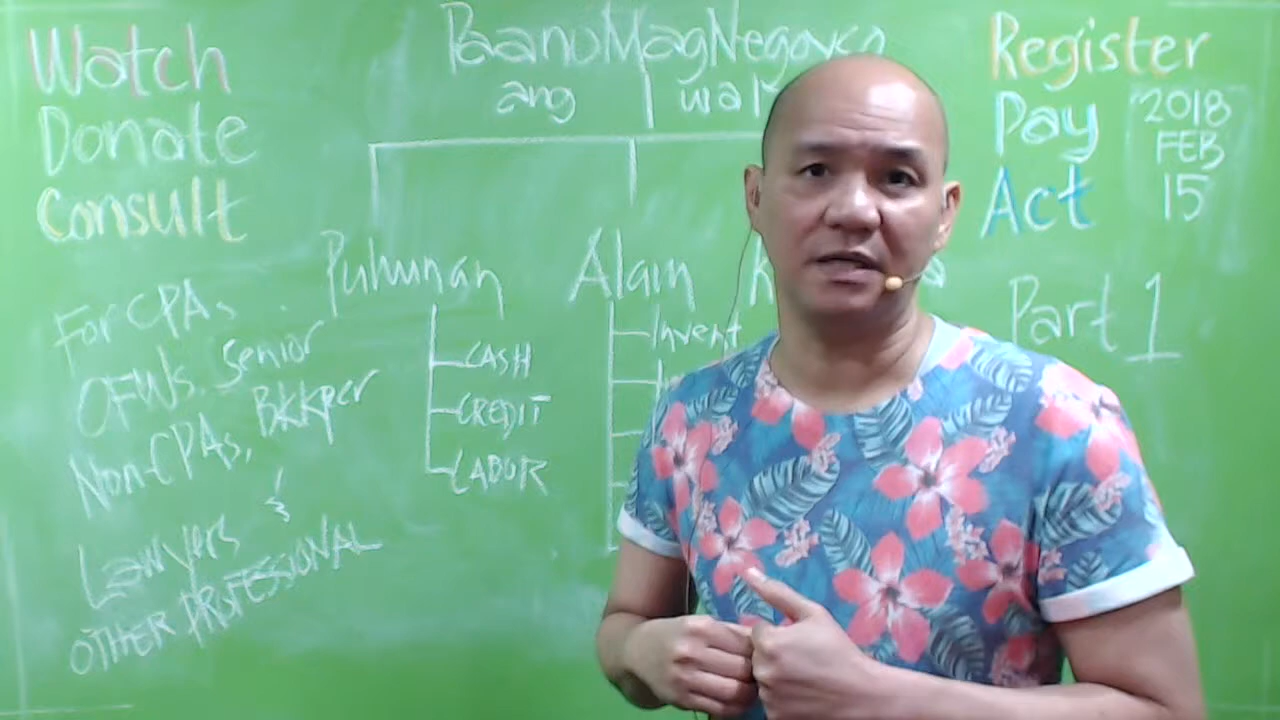 Watch
Donate
Consult
PaanoMagNegosyo
ang
Register
Pay
Act
2018
FEB
15
Part 1
Puhunan
CASH
CREDIT
LABOR
Alam
Invent
For CPAs
OFWs. Senior
Non-CPAs, Bkkper
&
Lawyers
OTHER PROFESSIONAL